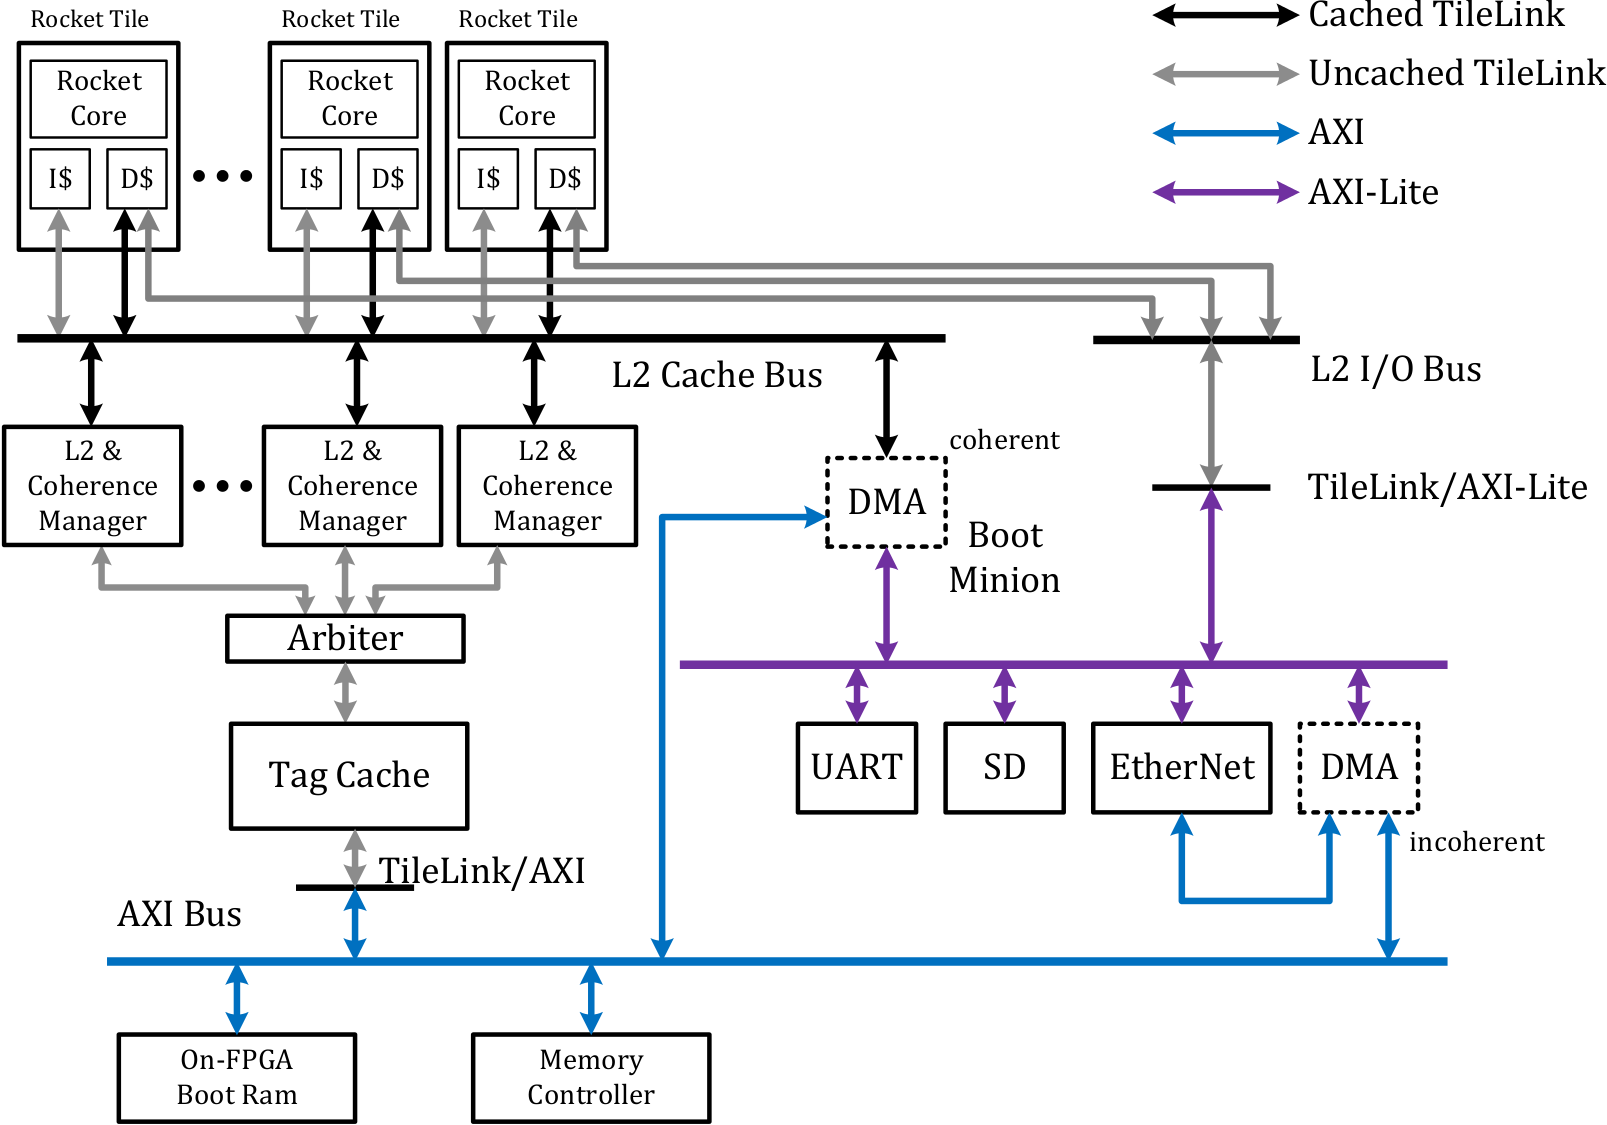 Rocket Tile
Rocket Tile
Rocket Tile
Cached TileLink
Uncached TileLink
AXI
AXI-Lite
Rocket
Core
I$
D$
Rocket
Core
I$
D$
Rocket
Core
I$
D$
L2 Cache Bus
L2 I/O Bus
L2 &
Coherence
Manager
L2 &
Coherence
Manager
L2 &
Coherence
Manager
coherent
DMA
Boot
Minion
TileLink/AXI-Lite
Arbiter
Tag Cache
UART
SD
EtherNet
DMA
incoherent
TileLink/AXI
AXI Bus
On-FPGA
Boot Ram
Memory
Controller